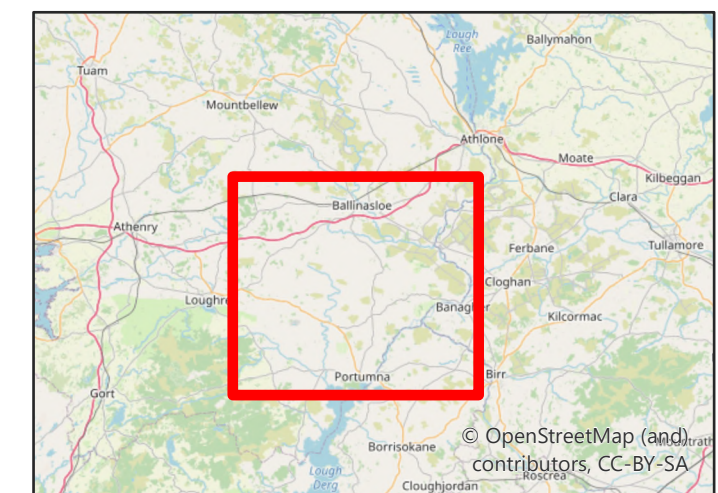 Lough
Ree
Ballymahon
Tuam
Mountbellew
Athlone
Moate
Kilbeggan
Clara
Ballinasloe
Athenry
Ferbane
Tullamore
Cloghan
Loughr
Banagher
Kilcormac
Portumna
Birr
Gort
© OpenStreetMap (and)
Borrisokane
contributors, CC-BY-SA
Lough
Derg
Roscrea
Cloughjordan